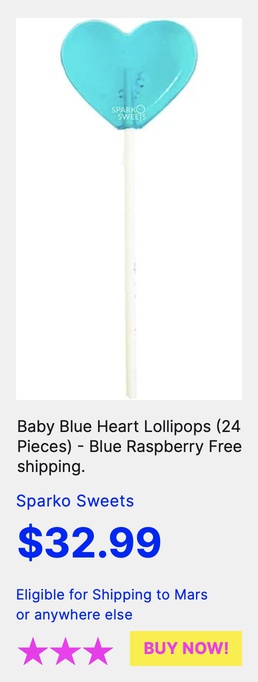 SPARKO
SWEETS
Baby Blue Heart Lollipops (24
Pieces) - Blue Raspberry Free
shipping.
Sparko Sweets
$32.99
Eligible for Shipping to Mars
or anywhere else
BUY NOW!